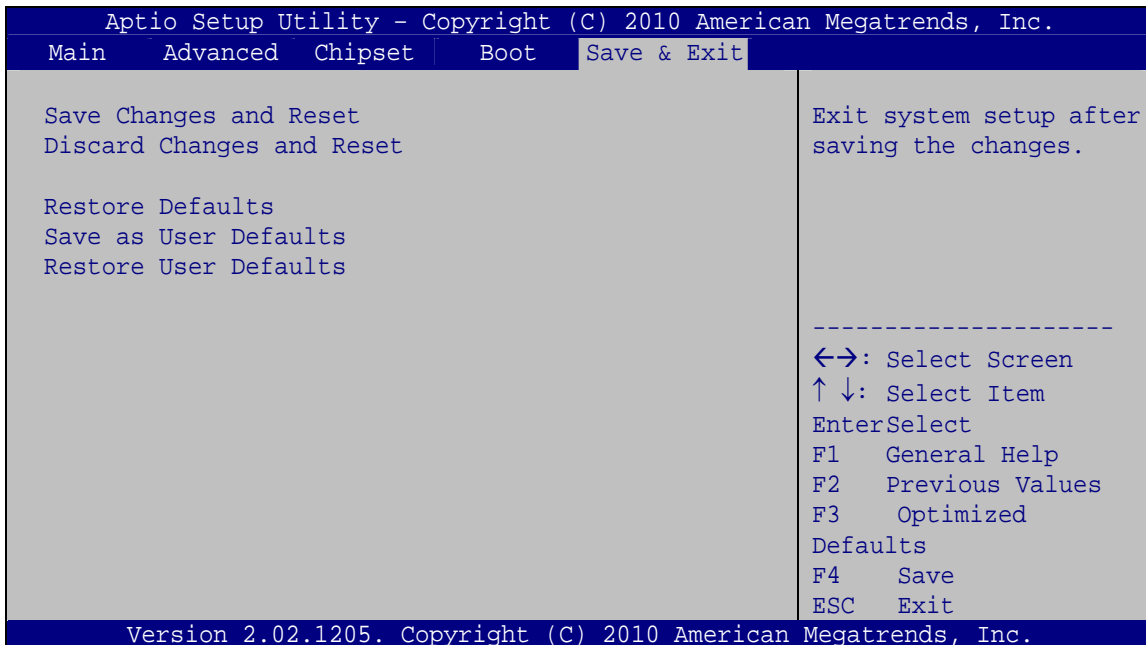 Aptio Setup Utility – Copyright (C) 2010 American Megatrends, Inc.
Main Advanced Chipset Boot Save & Exit
Save Changes and Reset
Discard Changes and Reset
Restore Defaults
Save as User Defaults
Restore User Defaults
Exit system setup after
saving the changes.
---------------------
←→: Select Screen
↑ ↓: Select Item
EnterSelect
F1 General Help
F2 Previous Values
F3 Optimized
Defaults
F4 Save
ESC Exit
Version 2.02.1205. Copyright (C) 2010 American Megatrends, Inc.